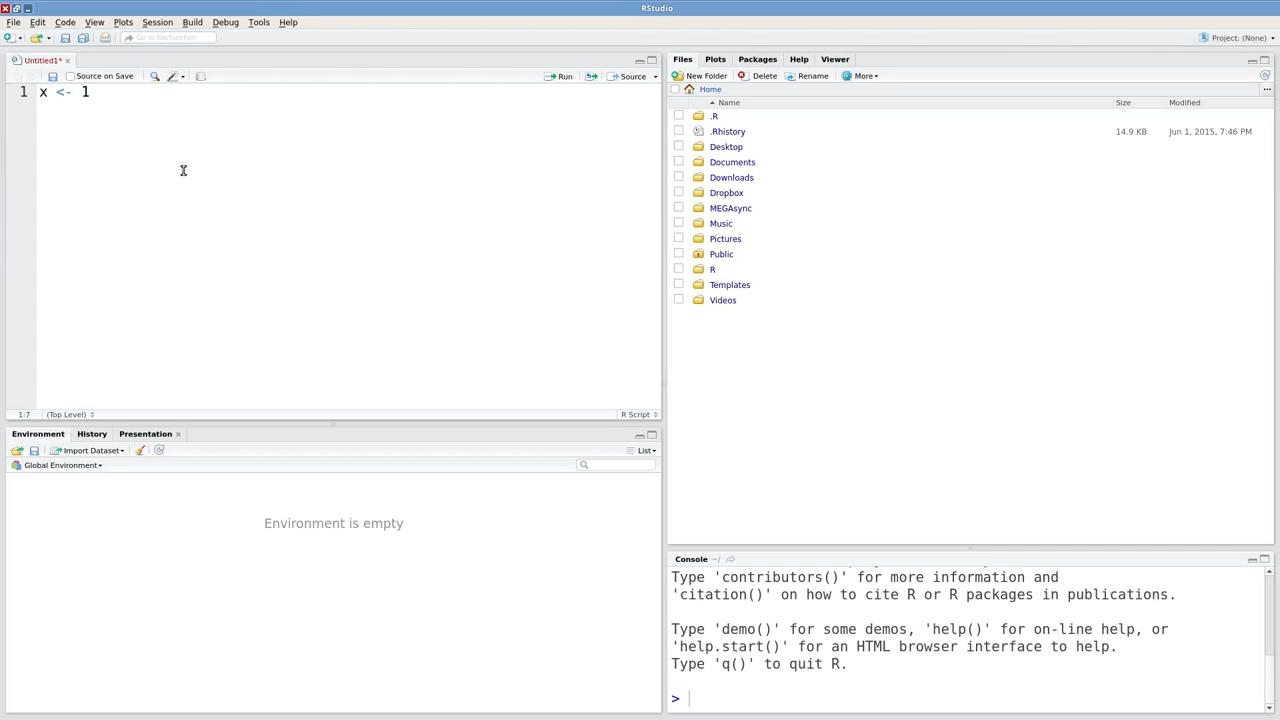 RStudio
File Edit Code View Plots Session Build Debug Tools Help
Go to file/function
Project: (None)
Untitled1*
Source on Save
Run
Source
1 x <- 1
1:7 (Top Level)
R Script
Environment History Presentation
Import Dataset
List
Global Environment
Environment is empty
Files Plots Packages Help Viewer
New Folder Delete Rename More
Home
Name Size Modified
.R
.Rhistory 14.9 KB Jun 1, 2015, 7:46 PM
Desktop
Documents
Downloads
Dropbox
MEGAsync
Music
Pictures
Public
R
Templates
Videos
Console ~/
Type 'contributors()' for more information and
'citation()' on how to cite R or R packages in publications.
Type 'demo()' for some demos, 'help()' for on-line help, or
'help.start()' for an HTML browser interface to help.
Type 'q()' to quit R.
>